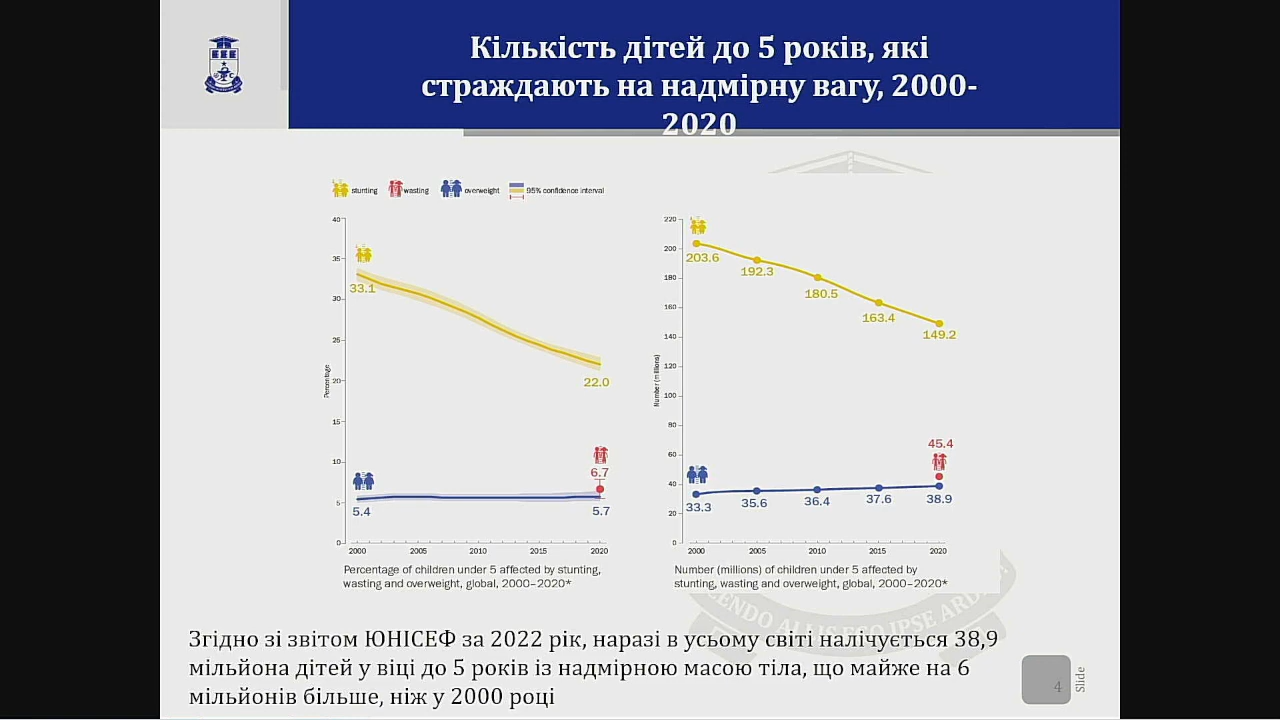 Кількість дітей до 5 років, які
страждають на надмірну вагу, 2000-
2020
stunting wasting overweight 95% confidence interval
40
35
30
25
20
15
10
5
0
Percentage
33.1
22.0
6.7
5.4
5.7
2000 2005 2010 2015 2020
Percentage of children under 5 affected by stunting,
wasting and overweight, global, 2000–2020*
220
200
180
160
140
120
100
80
60
40
20
0
Number (millions)
203.6
192.3
180.5
163.4
149.2
45.4
33.3
35.6
36.4
37.6
38.9
2000 2005 2010 2015 2020
Number (millions) of children under 5 affected by
stunting, wasting and overweight, global, 2000–2020*
Згідно зі звітом ЮНІСЕФ за 2022 рік, наразі в усьому світі налічується 38,9
мільйона дітей у віці до 5 років із надмірною масою тіла, що майже на 6
мільйонів більше, ніж у 2000 році
4
Slide